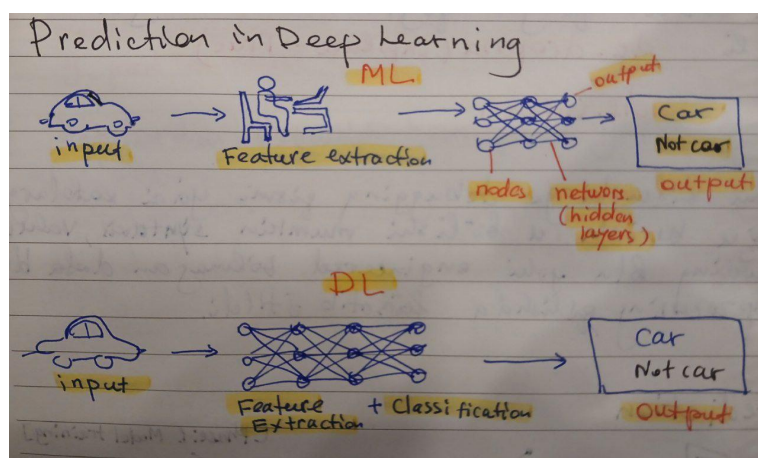 Prediction in Deep Learning
ML
output
Car
Not car
input
Feature extraction
nodes
networs.
(hidden
layers)
output
DL
Car
Not car
input
Feature
Extraction
+ Classification
output